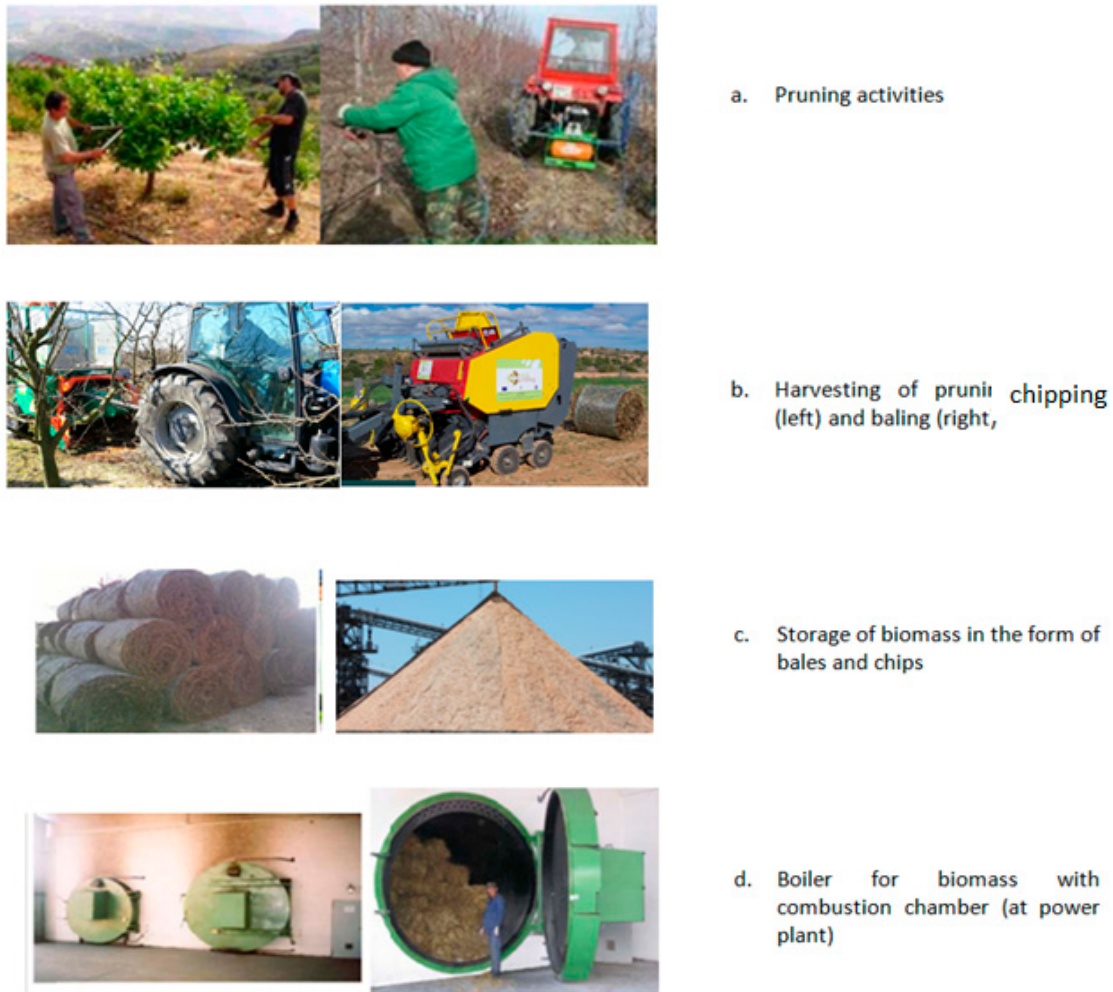 a. Pruning activities
b. Harvesting of prunii chipping
(left) and baling (right,
c. Storage of biomass in the form of
bales and chips
d. Boiler for biomass with
combustion chamber (at power
plant)